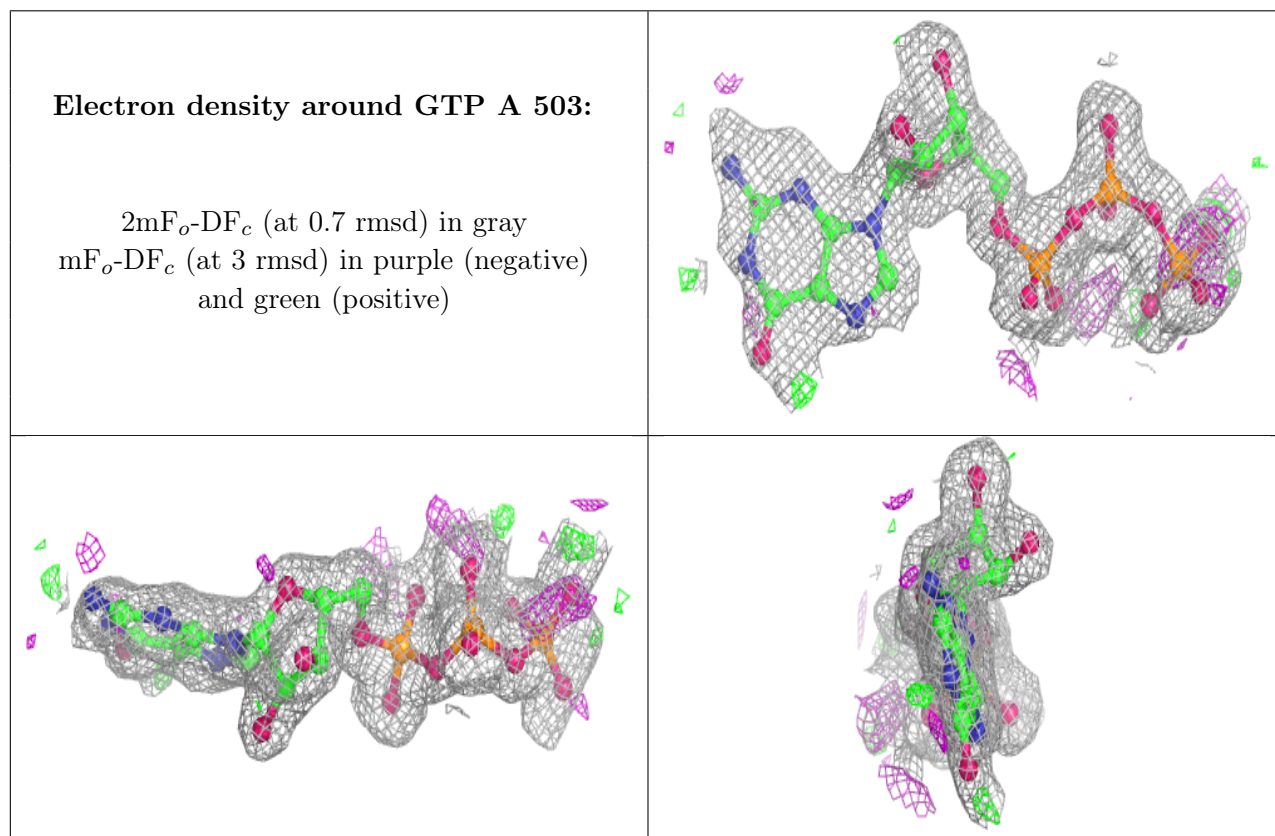 Electron density around GTP A 503:
2mFₒ-DF𝒸 (at 0.7 rmsd) in gray
mFₒ-DF𝒸 (at 3 rmsd) in purple (negative)
and green (positive)